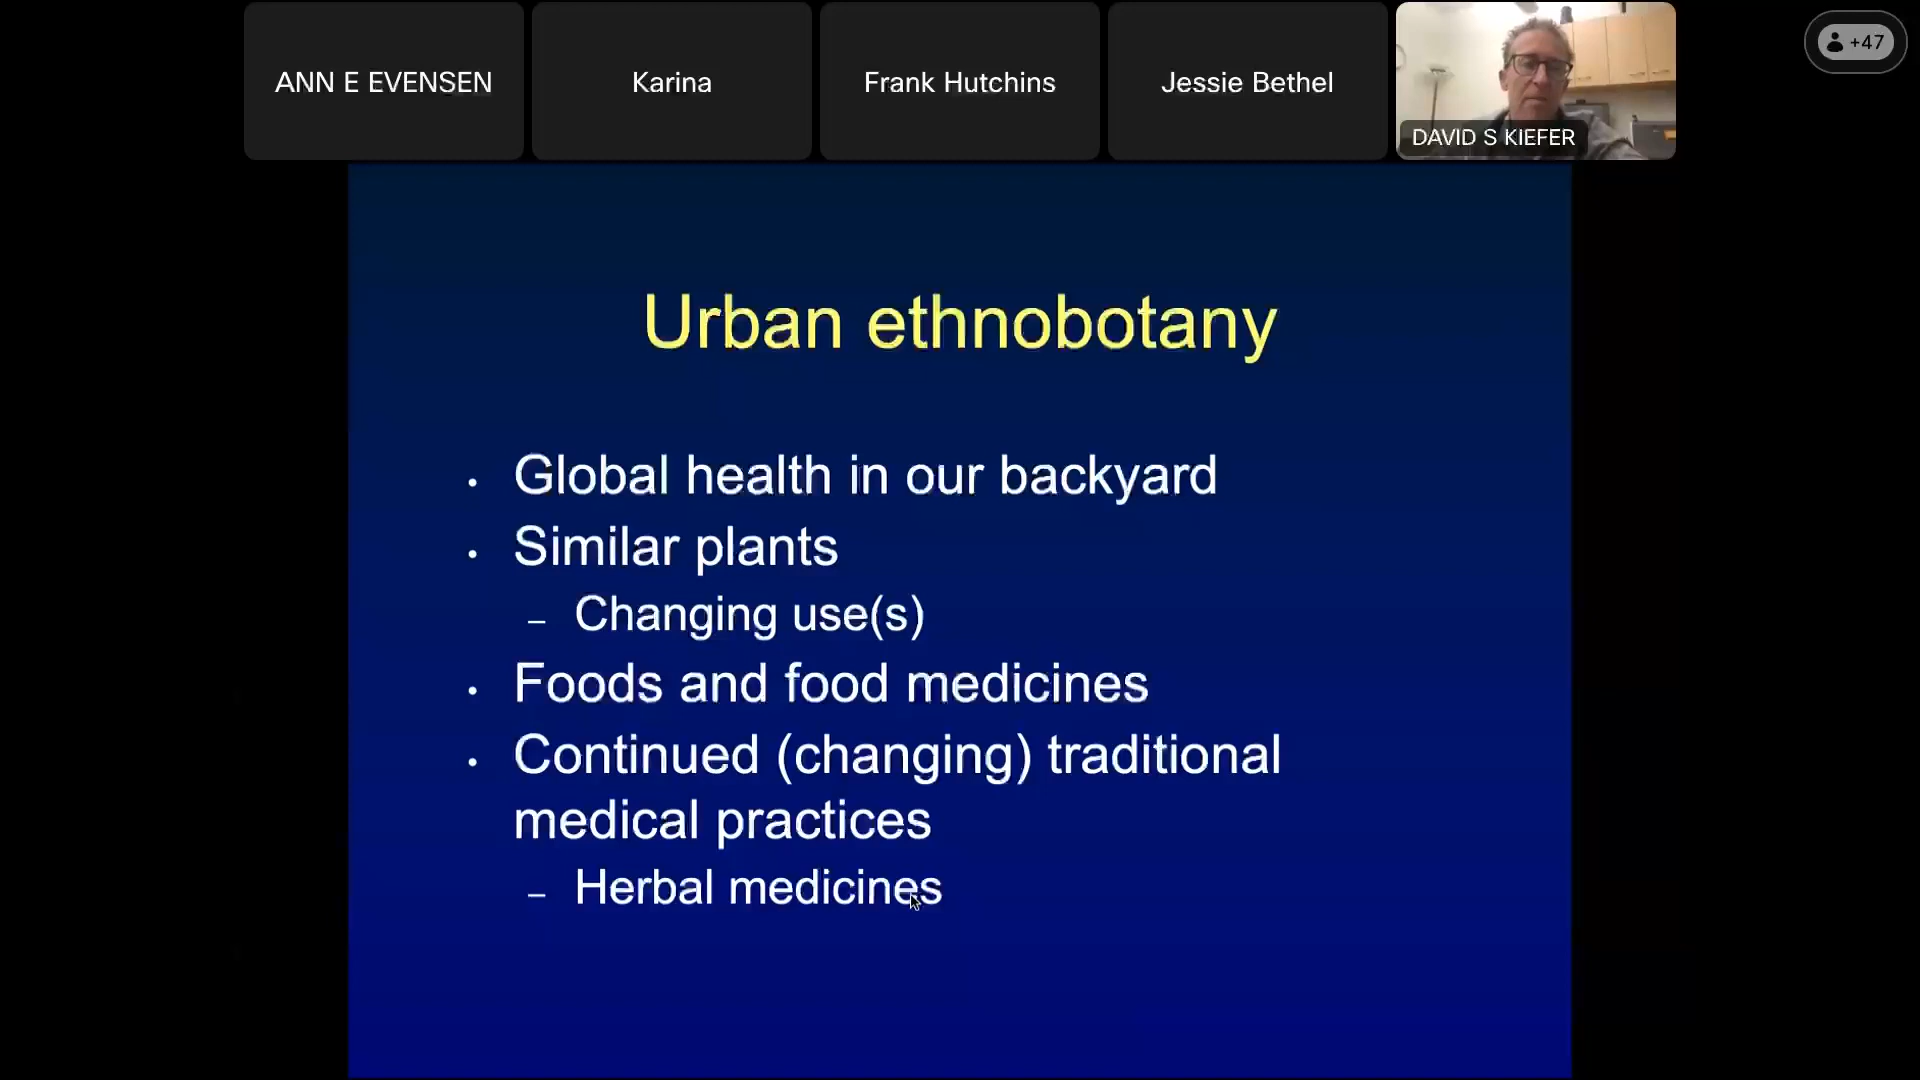 ANN E EVENSEN
Karina
Frank Hutchins
Jessie Bethel
DAVID S KIEFER
+47
Urban ethnobotany
• Global health in our backyard
• Similar plants
– Changing use(s)
• Foods and food medicines
• Continued (changing) traditional
medical practices
– Herbal medicines